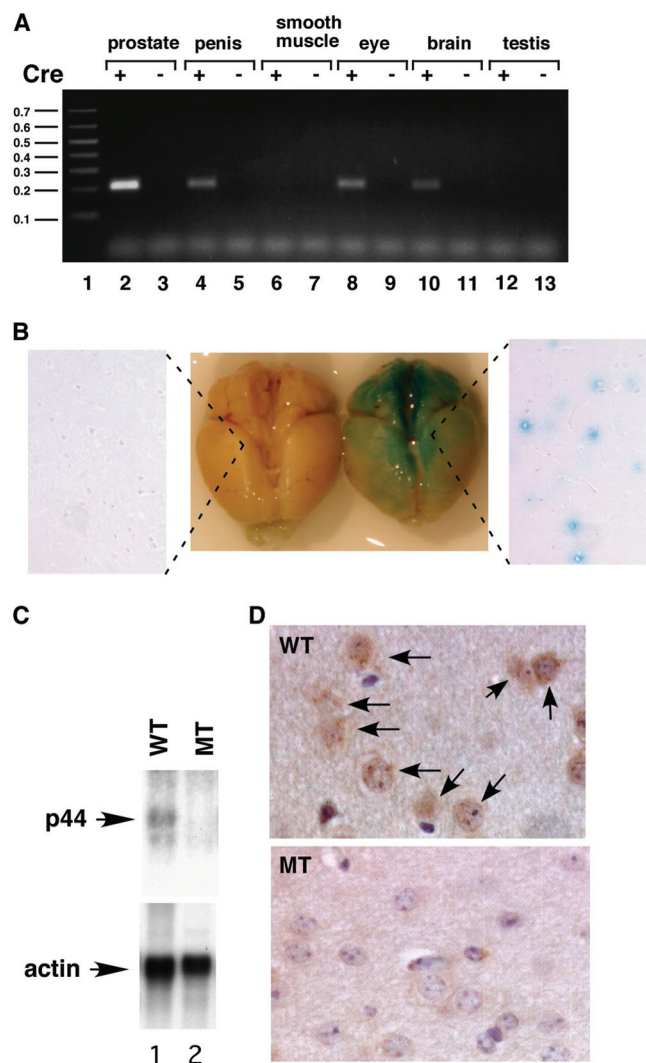 A
prostate penis smooth muscle eye brain testis
Cre + - + - + - + - + - + -
0.7
0.6
0.5
0.4
0.3
0.2
0.1
1 2 3 4 5 6 7 8 9 10 11 12 13
B
C
WT MT
p44
actin
1 2
D
WT
MT